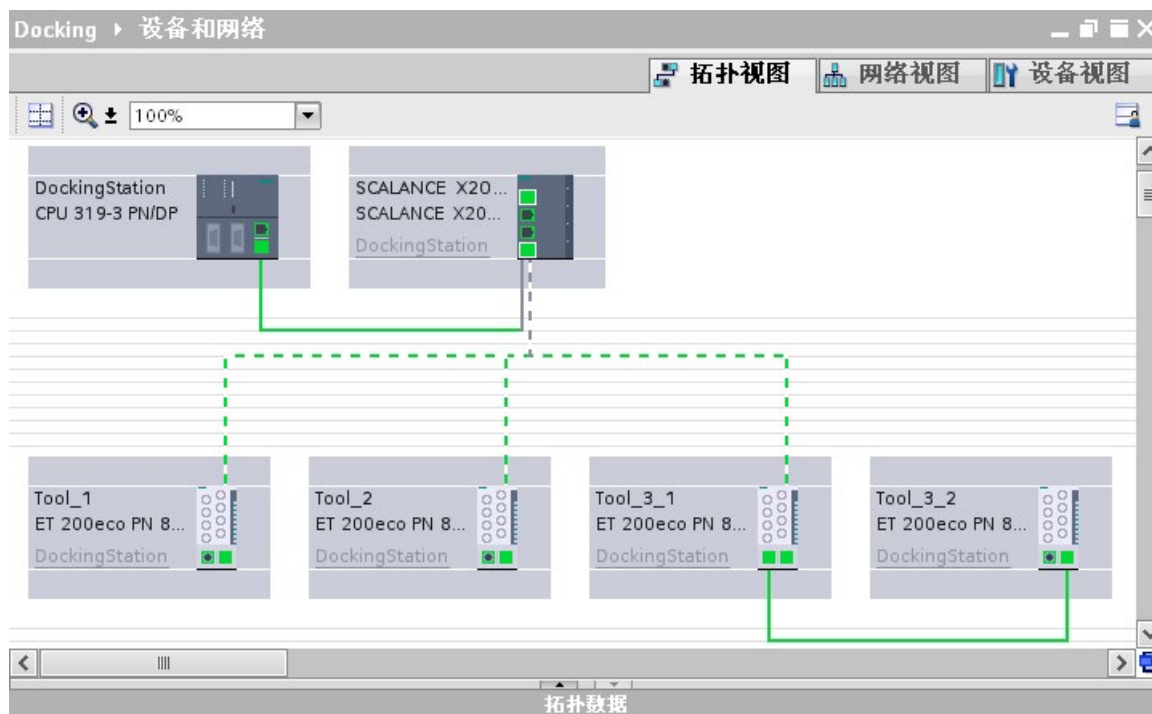 Docking ▸ 设备和网络
拓扑视图 网络视图 设备视图
100%
DockingStation
CPU 319-3 PN/DP
SCALANCE X20...
SCALANCE X20...
DockingStation
Tool_1
ET 200eco PN 8...
DockingStation
Tool_2
ET 200eco PN 8...
DockingStation
Tool_3_1
ET 200eco PN 8...
DockingStation
Tool_3_2
ET 200eco PN 8...
DockingStation
拓扑数据